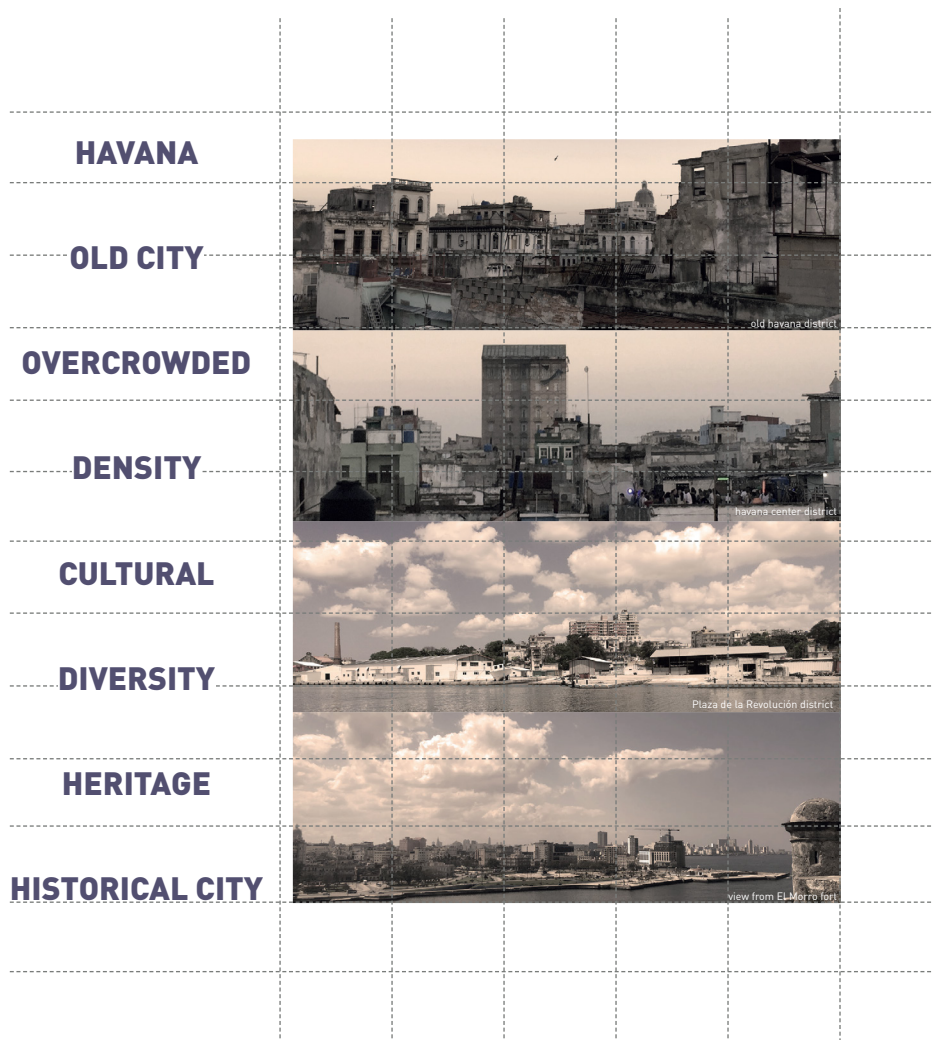 HAVANA
OLD CITY
OVERCROWDED
DENSITY
CULTURAL
DIVERSITY
HERITAGE
HISTORICAL CITY
old havana district
havana center district
Plaza de la Revolución district
view from El Morro fort